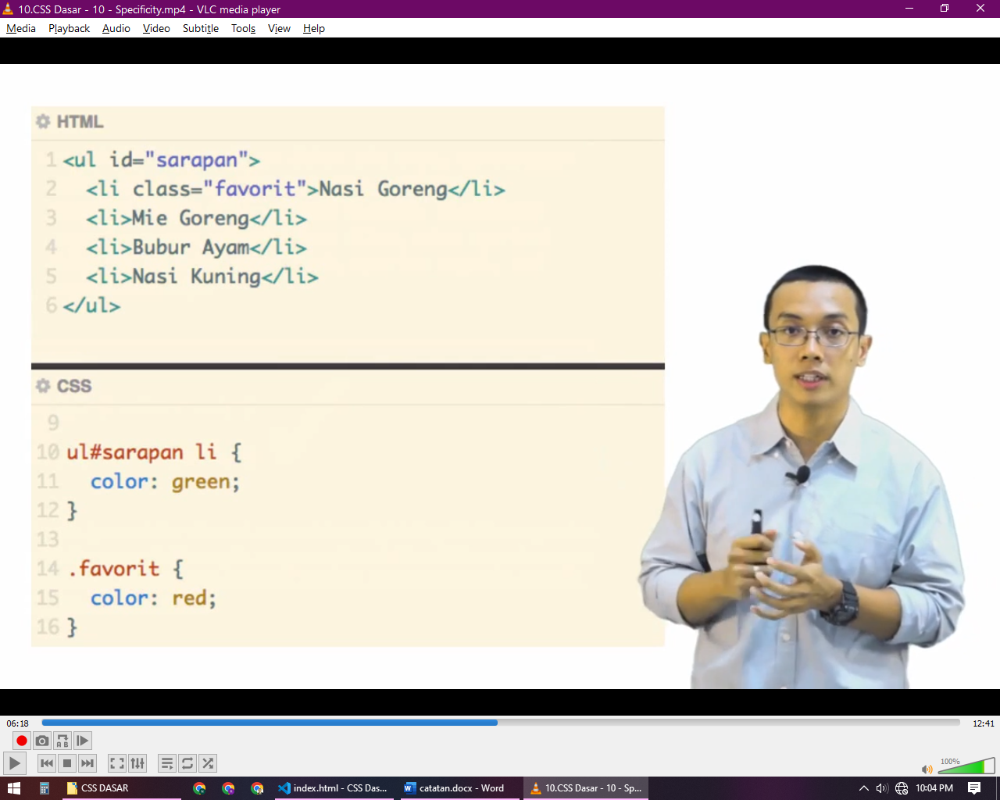 10.CSS Dasar - 10 - Specificity.mp4 - VLC media player
Media Playback Audio Video Subtitle Tools View Help
HTML
1 <ul id="sarapan">
2   <li class="favorit">Nasi Goreng</li>
3   <li>Mie Goreng</li>
4   <li>Bubur Ayam</li>
5   <li>Nasi Kuning</li>
6 </ul>
CSS
9
10 ul#sarapan li {
11   color: green;
12 }
13
14 .favorit {
15   color: red;
16 }
06:18
12:41
A B
100%
CSS DASAR
index.html - CSS Das...
catatan.docx - Word
10.CSS Dasar - 10 - Sp...
10:04 PM